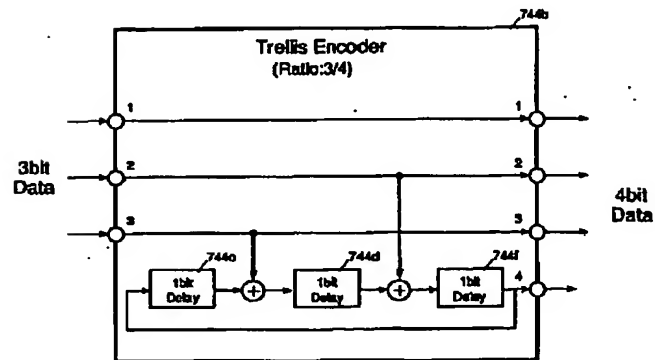 744b
Trellis Encoder
(Ratio:3/4)
1 1
3bit
Data
2 2
4bit
Data
3 3
744c 744d 744f
1bit
Delay
1bit
Delay
1bit
Delay
4